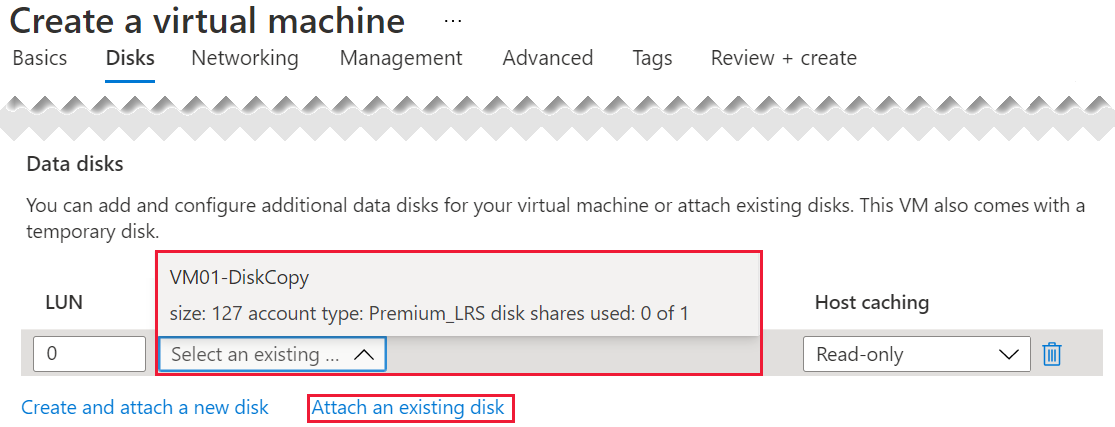 Create a virtual machine ...
Basics Disks Networking Management Advanced Tags Review + create
Data disks
You can add and configure additional data disks for your virtual machine or attach existing disks. This VM also comes with a
temporary disk.
VM01-DiskCopy
LUN Host caching
size: 127 account type: Premium_LRS disk shares used: 0 of 1
0 Select an existing ... Read-only
Create and attach a new disk Attach an existing disk